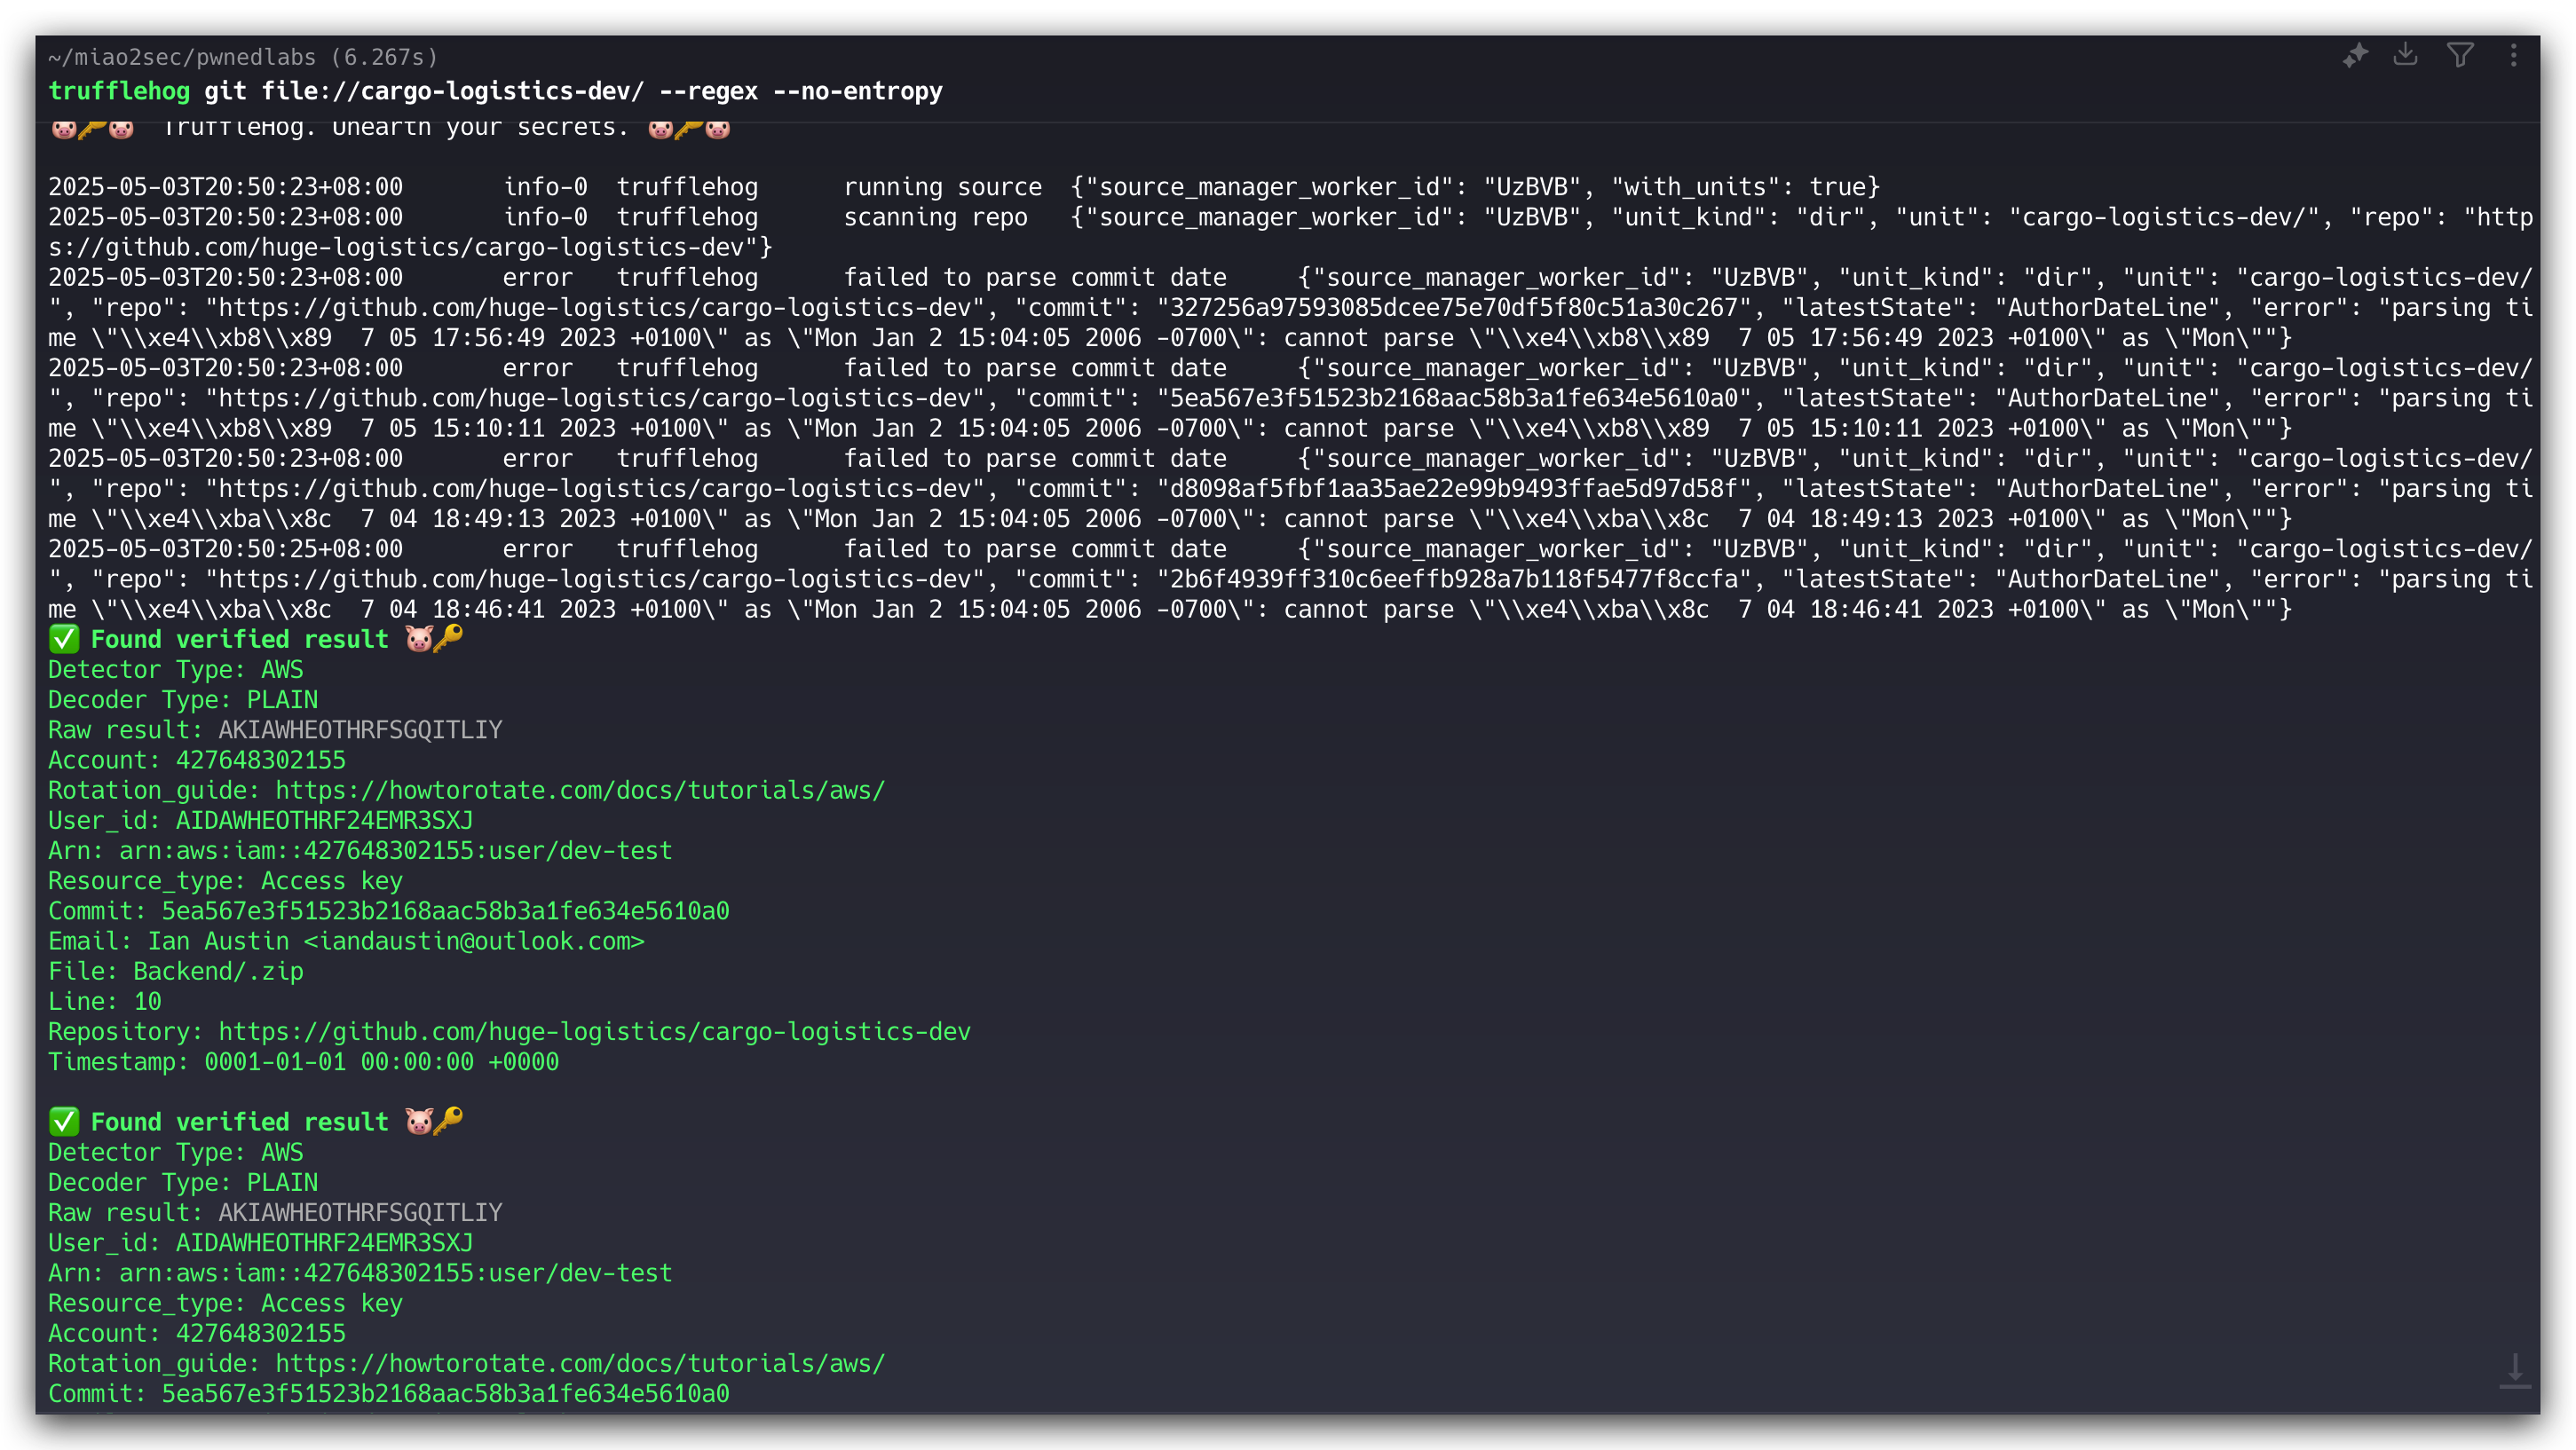 ~/miao2sec/pwnedlabs (6.267s)
trufflehog git file://cargo-logistics-dev/ --regex --no-entropy
🐷🔑🐷  TruffleHog. Unearth your secrets. 🐷🔑🐷
2025-05-03T20:50:23+08:00       info-0  trufflehog      running source  {"source_manager_worker_id": "UzBVB", "with_units": true}
2025-05-03T20:50:23+08:00       info-0  trufflehog      scanning repo   {"source_manager_worker_id": "UzBVB", "unit_kind": "dir", "unit": "cargo-logistics-dev/", "repo": "http
s://github.com/huge-logistics/cargo-logistics-dev"}
2025-05-03T20:50:23+08:00       error   trufflehog      failed to parse commit date     {"source_manager_worker_id": "UzBVB", "unit_kind": "dir", "unit": "cargo-logistics-dev/
", "repo": "https://github.com/huge-logistics/cargo-logistics-dev", "commit": "327256a97593085dcee75e70df5f80c51a30c267", "latestState": "AuthorDateLine", "error": "parsing ti
me \"\\xe4\\xb8\\x89  7 05 17:56:49 2023 +0100\" as \"Mon Jan 2 15:04:05 2006 -0700\": cannot parse \"\\xe4\\xb8\\x89  7 05 17:56:49 2023 +0100\" as \"Mon\""}
2025-05-03T20:50:23+08:00       error   trufflehog      failed to parse commit date     {"source_manager_worker_id": "UzBVB", "unit_kind": "dir", "unit": "cargo-logistics-dev/
", "repo": "https://github.com/huge-logistics/cargo-logistics-dev", "commit": "5ea567e3f51523b2168aac58b3a1fe634e5610a0", "latestState": "AuthorDateLine", "error": "parsing ti
me \"\\xe4\\xb8\\x89  7 05 15:10:11 2023 +0100\" as \"Mon Jan 2 15:04:05 2006 -0700\": cannot parse \"\\xe4\\xb8\\x89  7 05 15:10:11 2023 +0100\" as \"Mon\""}
2025-05-03T20:50:23+08:00       error   trufflehog      failed to parse commit date     {"source_manager_worker_id": "UzBVB", "unit_kind": "dir", "unit": "cargo-logistics-dev/
", "repo": "https://github.com/huge-logistics/cargo-logistics-dev", "commit": "d8098af5fbf1aa35ae22e99b9493ffae5d97d58f", "latestState": "AuthorDateLine", "error": "parsing ti
me \"\\xe4\\xba\\x8c  7 04 18:49:13 2023 +0100\" as \"Mon Jan 2 15:04:05 2006 -0700\": cannot parse \"\\xe4\\xba\\x8c  7 04 18:49:13 2023 +0100\" as \"Mon\""}
2025-05-03T20:50:25+08:00       error   trufflehog      failed to parse commit date     {"source_manager_worker_id": "UzBVB", "unit_kind": "dir", "unit": "cargo-logistics-dev/
", "repo": "https://github.com/huge-logistics/cargo-logistics-dev", "commit": "2b6f4939ff310c6eeffb928a7b118f5477f8ccfa", "latestState": "AuthorDateLine", "error": "parsing ti
me \"\\xe4\\xba\\x8c  7 04 18:46:41 2023 +0100\" as \"Mon Jan 2 15:04:05 2006 -0700\": cannot parse \"\\xe4\\xba\\x8c  7 04 18:46:41 2023 +0100\" as \"Mon\""}
✅ Found verified result 🐷🔑
Detector Type: AWS
Decoder Type: PLAIN
Raw result: AKIAWHEOTHRFSGQITLIY
Account: 427648302155
Rotation_guide: https://howtorotate.com/docs/tutorials/aws/
User_id: AIDAWHEOTHRF24EMR3SXJ
Arn: arn:aws:iam::427648302155:user/dev-test
Resource_type: Access key
Commit: 5ea567e3f51523b2168aac58b3a1fe634e5610a0
Email: Ian Austin <iandaustin@outlook.com>
File: Backend/.zip
Line: 10
Repository: https://github.com/huge-logistics/cargo-logistics-dev
Timestamp: 0001-01-01 00:00:00 +0000
✅ Found verified result 🐷🔑
Detector Type: AWS
Decoder Type: PLAIN
Raw result: AKIAWHEOTHRFSGQITLIY
User_id: AIDAWHEOTHRF24EMR3SXJ
Arn: arn:aws:iam::427648302155:user/dev-test
Resource_type: Access key
Account: 427648302155
Rotation_guide: https://howtorotate.com/docs/tutorials/aws/
Commit: 5ea567e3f51523b2168aac58b3a1fe634e5610a0